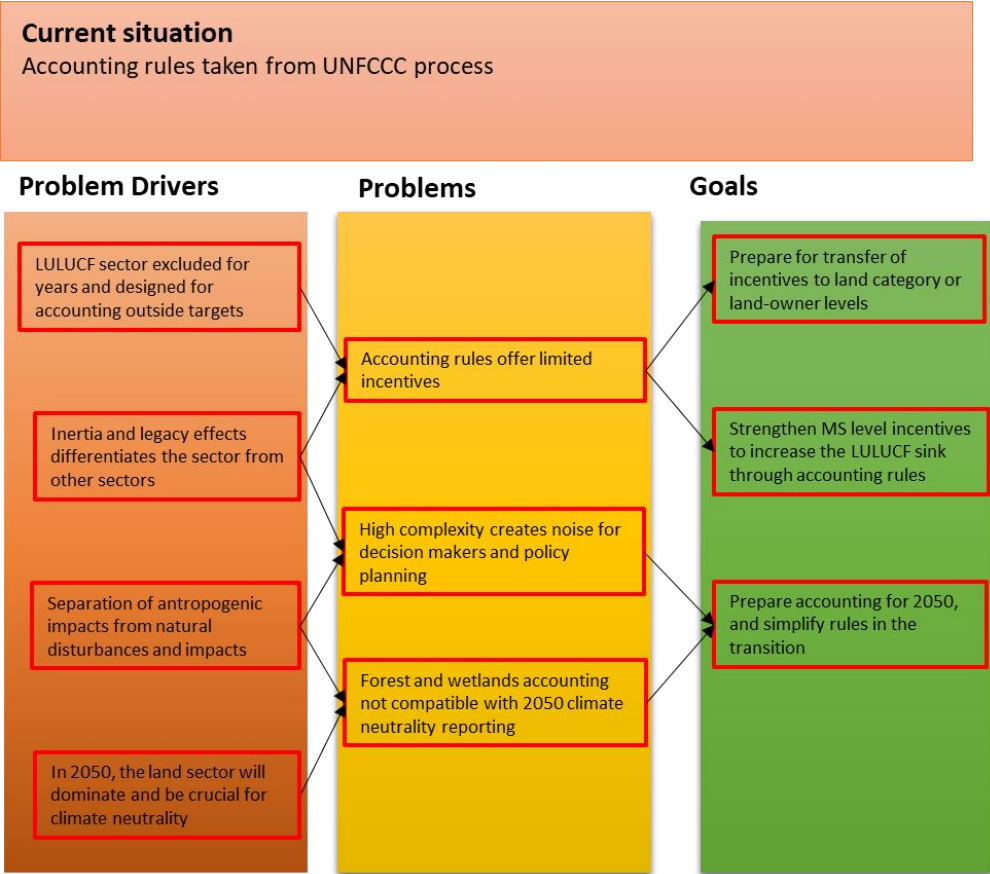 Current situation
Accounting rules taken from UNFCCC process
Problem Drivers
Problems
Goals
LULUCF sector excluded for
years and designed for
accounting outside targets
Inertia and legacy effects
differentiates the sector from
other sectors
Separation of antropogenic
impacts from natural
disturbances and impacts
In 2050, the land sector will
dominate and be crucial for
climate neutrality
Accounting rules offer limited
incentives
High complexity creates noise for
decision makers and policy
planning
Forest and wetlands accounting
not compatible with 2050 climate
neutrality reporting
Prepare for transfer of
incentives to land category or
land-owner levels
Strengthen MS level incentives
to increase the LULUCF sink
through accounting rules
Prepare accounting for 2050,
and simplify rules in the
transition